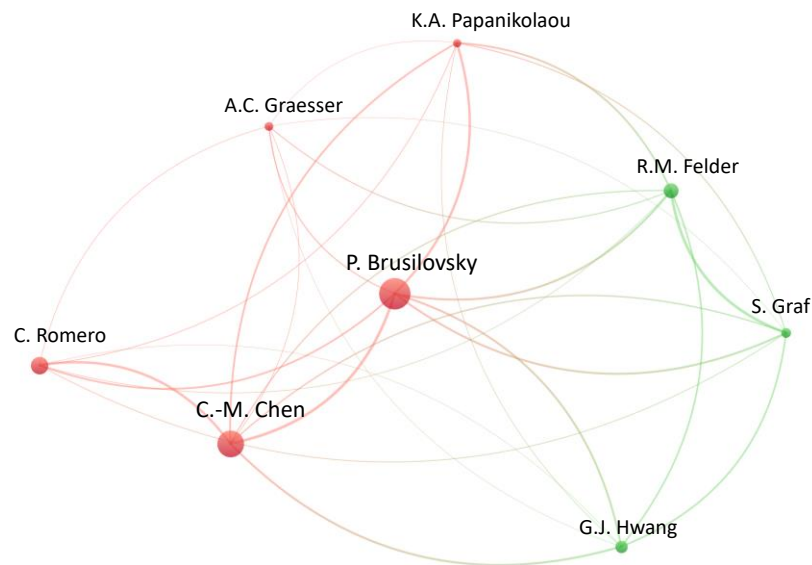 K.A. Papanikolaou
A.C. Graesser
R.M. Felder
P. Brusilovsky
S. Graf
C. Romero
C.-M. Chen
G.J. Hwang